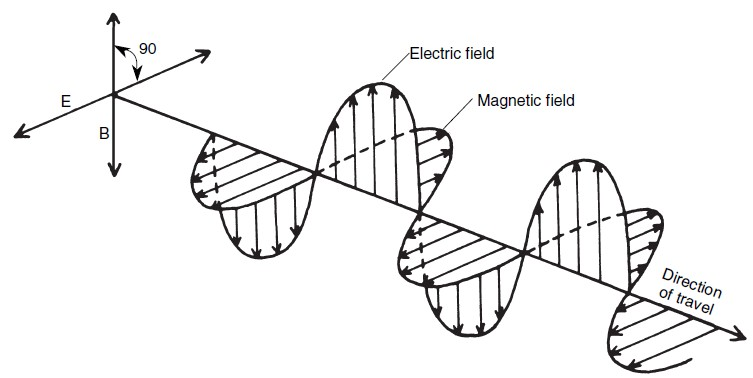 90
Electric field
E
Magnetic field
B
Direction
of travel